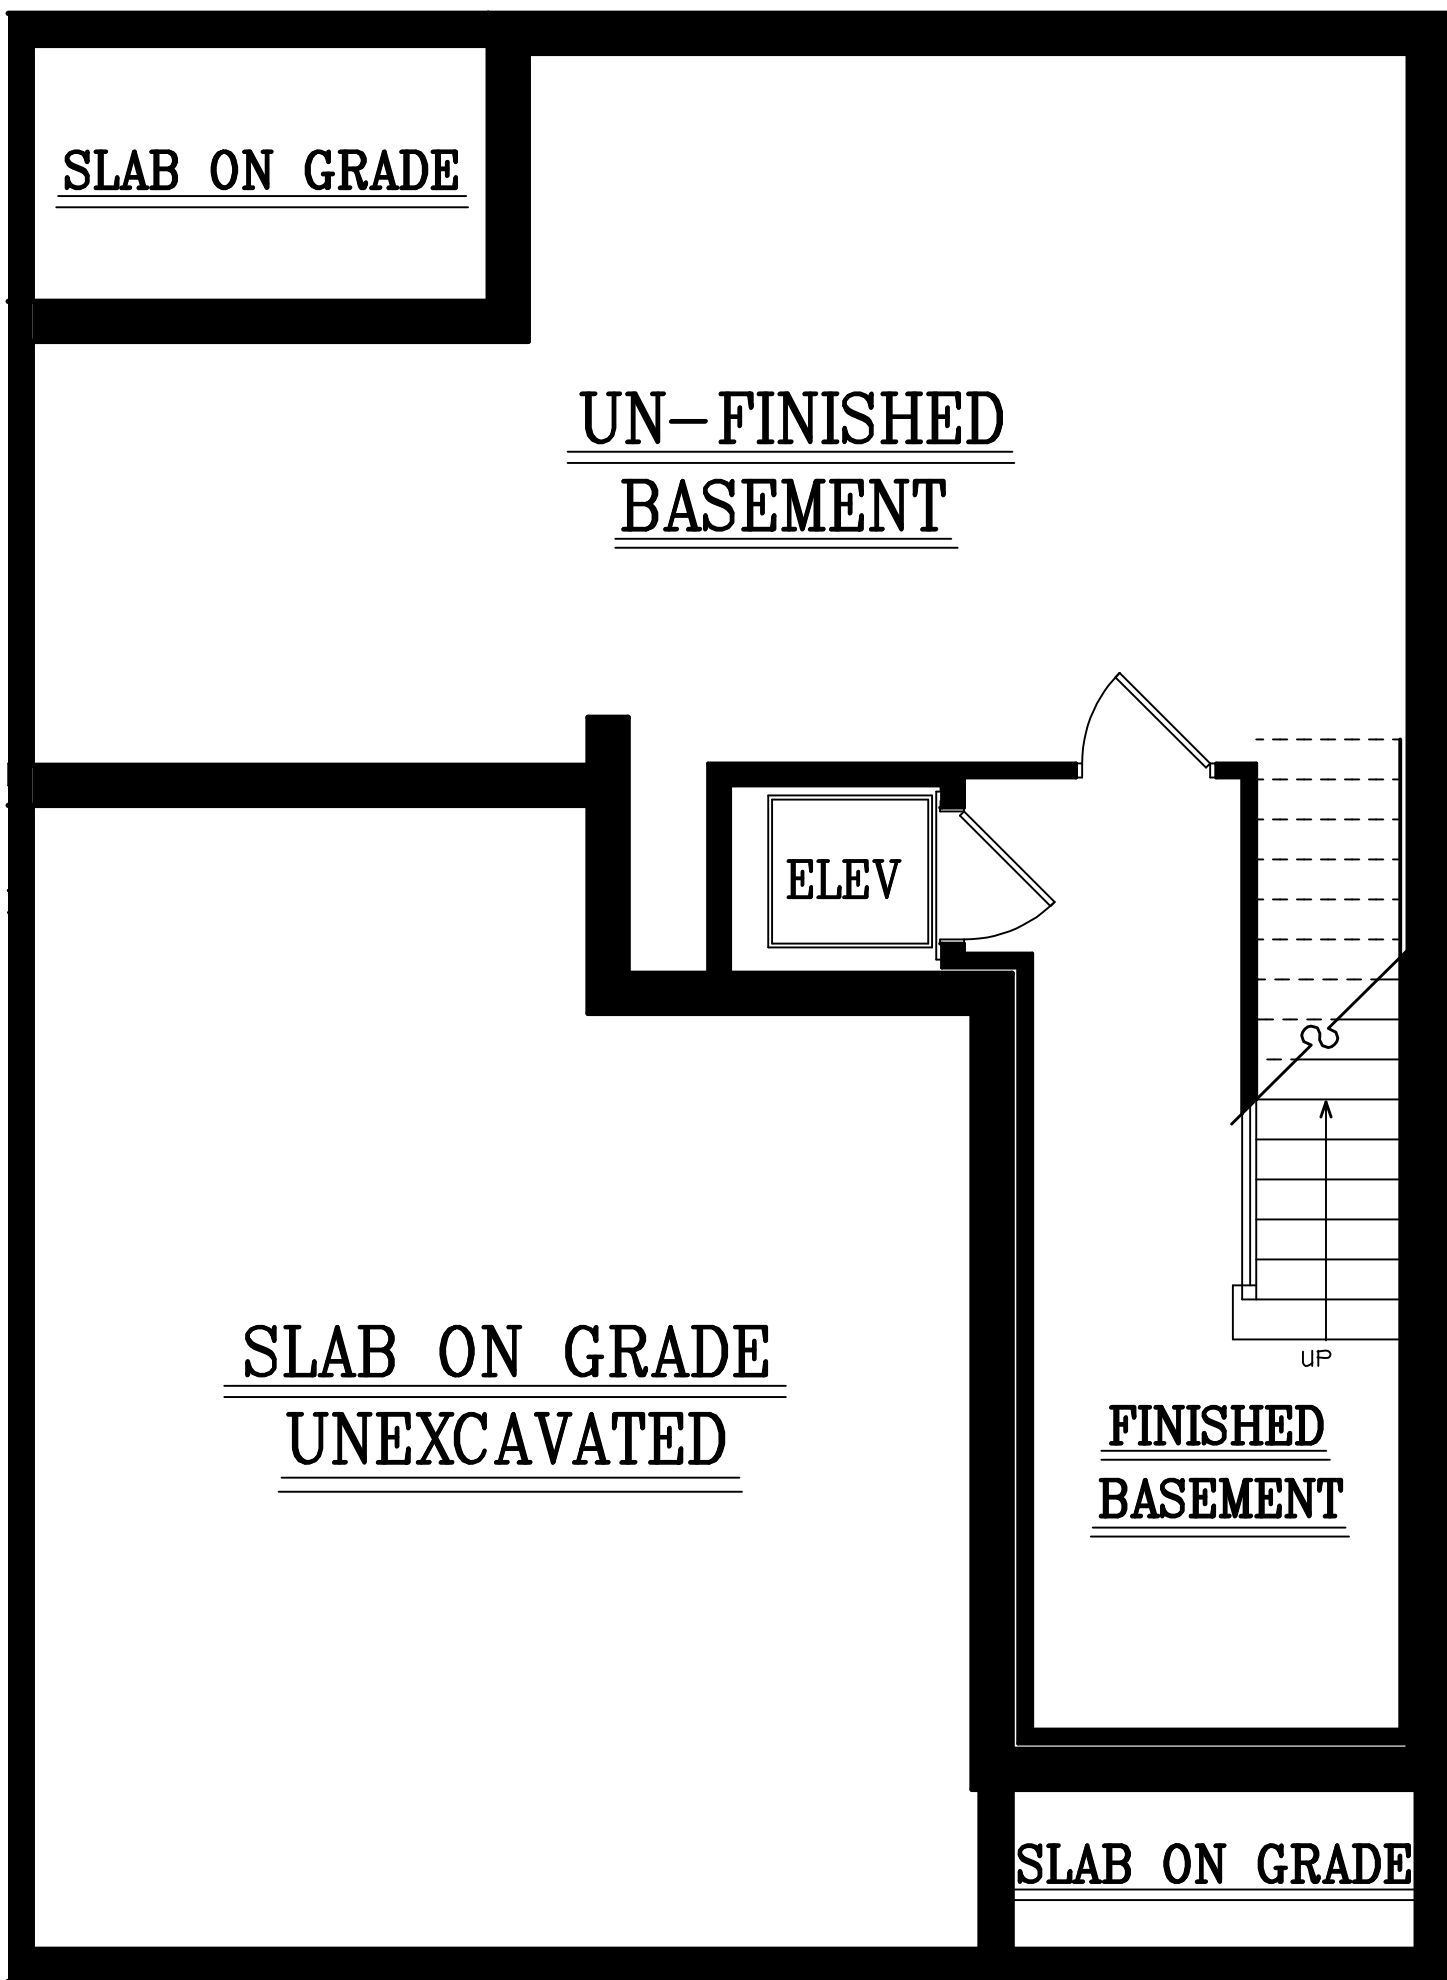 SLAB ON GRADE
UN-FINISHED
BASEMENT
ELEV
UP
SLAB ON GRADE
UNEXCAVATED
FINISHED
BASEMENT
SLAB ON GRADE